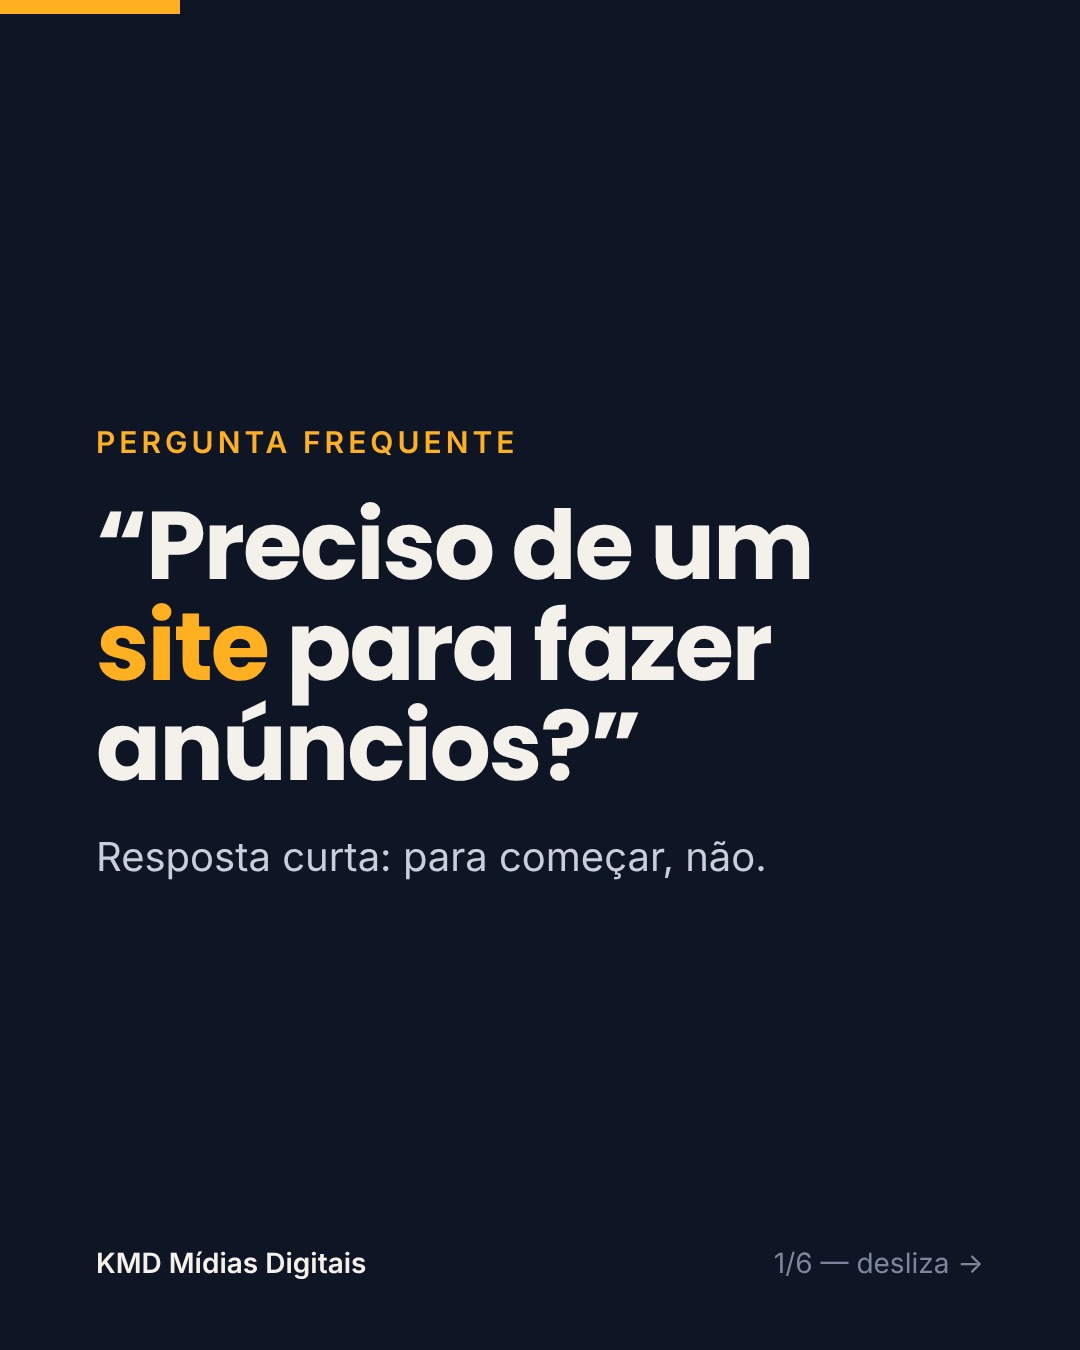 PERGUNTA FREQUENTE
“Preciso de um
site para fazer
anúncios?”
Resposta curta: para começar, não.
KMD Mídias Digitais
1/6 — desliza →